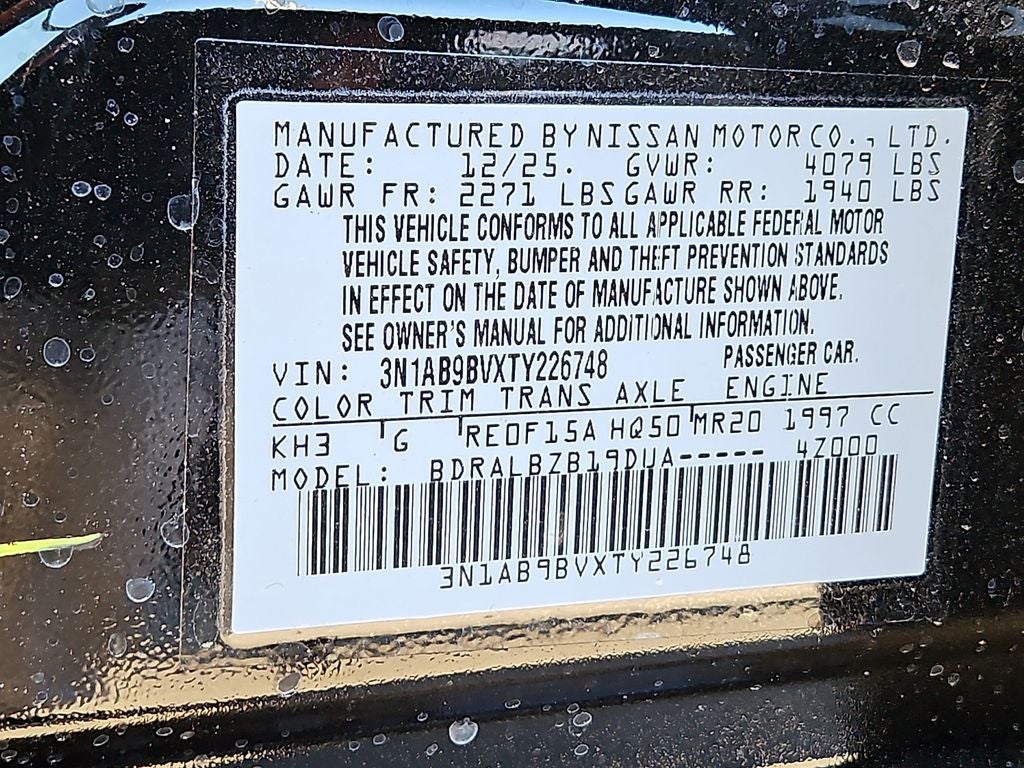 MANUFACTURED BY NISSAN MOTOR CO., LTD.
DATE: 12/25. GVWR: 4079 LBS
GAWR FR: 2271 LBS GAWR RR: 1940 LBS
THIS VEHICLE CONFORMS TO ALL APPLICABLE FEDERAL MOTOR
VEHICLE SAFETY, BUMPER AND THEFT PREVENTION STANDARDS
IN EFFECT ON THE DATE OF MANUFACTURE SHOWN ABOVE.
SEE OWNER'S MANUAL FOR ADDITIONAL INFORMATION.
VIN: 3N1AB9BVXTY226748 PASSENGER CAR.
COLOR TRIM TRANS AXLE ENGINE
KH3 G RE0F15A HQ50 MR20 1997 CC
MODEL: BDRALBZB19DUA----- 4Z000
3N1AB9BVXTY226748